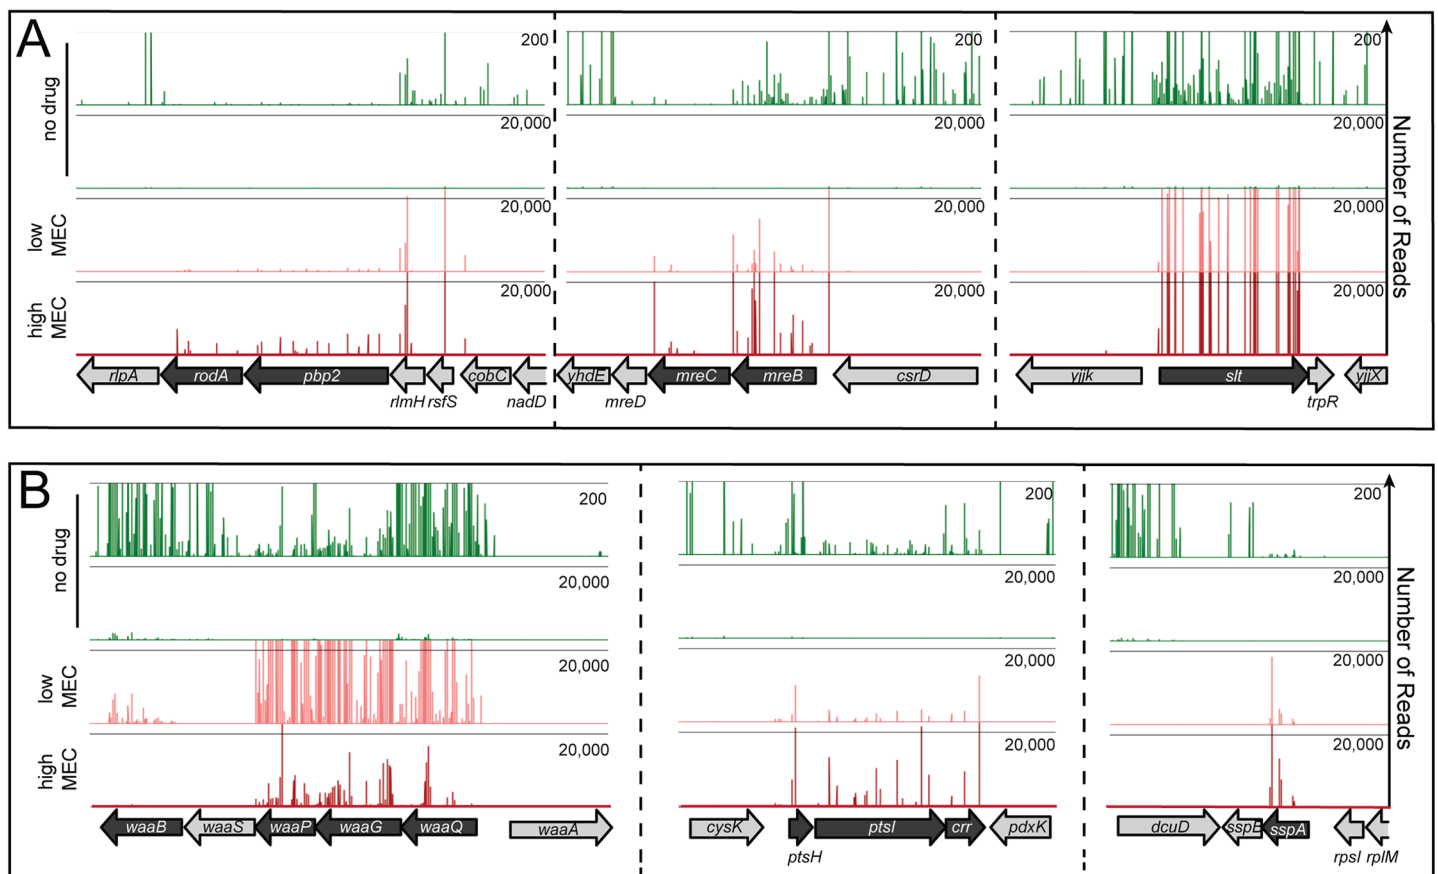 A
no drug
200
200
200
20,000
20,000
20,000
low
MEC
20,000
20,000
20,000
high
MEC
20,000
20,000
20,000
Number of Reads
rlpA
rodA
pbp2
cobC
yhdE
mreC
mreB
csrD
yjjk
slt
yjjX
rlmH
rsfS
nadD
mreD
trpR
B
no drug
200
200
200
20,000
20,000
20,000
low
MEC
20,000
20,000
20,000
high
MEC
20,000
20,000
20,000
Number of Reads
waaB
waaS
waaP
waaG
waaQ
waaA
cysK
ptsI
crr
pdxK
dcuD
sspB
sspA
ptsH
rpsI
rplM